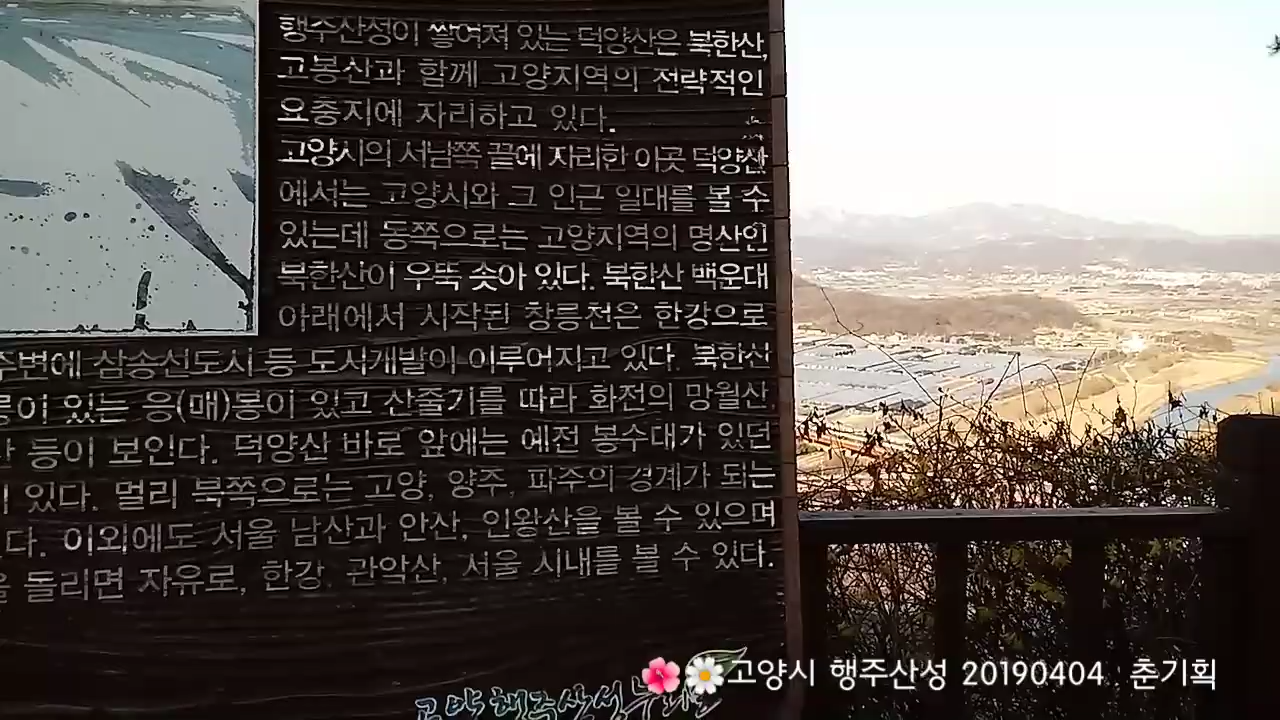 행주산성이 쌓여져 있는 덕양산은 북한산,
고봉산과 함께 고양지역의 전략적인
요충지에 자리하고 있다.
고양시의 서남쪽 끝에 자리한 이곳 덕양산
에서는 고양시와 그 인근 일대를 볼 수
있는데 동쪽으로는 고양지역의 명산인
북한산이 우뚝 솟아 있다. 북한산 백운대
아래에서 시작된 창릉천은 한강으로
주변에 삼송신도시 등 도시개발이 이루어지고 있다. 북한산
있는 응(매)봉이 있고 산줄기를 따라 화전의 망월산,
등이 보인다. 덕양산 바로 앞에는 예전 봉수대가 있던
있다. 멀리 북쪽으로는 고양, 양주, 파주의 경계가 되는
다. 이외에도 서울 남산과 안산, 인왕산을 볼 수 있으며
돌리면 자유로, 한강, 관악산, 서울 시내를 볼 수 있다.
고양 행주산성누리길
고양시 행주산성 20190404 . 춘기획